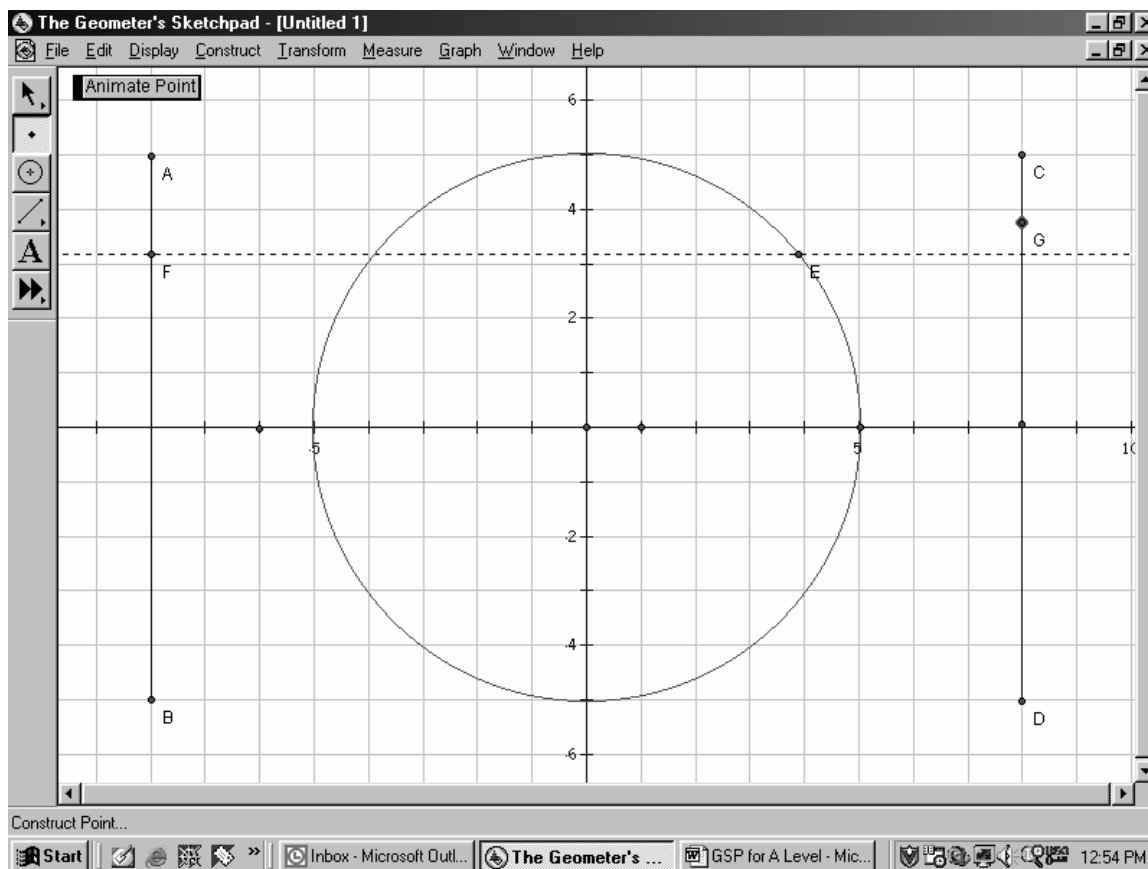 The Geometer's Sketchpad - [Untitled 1]
File Edit Display Construct Transform Measure Graph Window Help
Animate Point
6
A
C
4
G
F
E
2
-5
5
10
-2
-4
B
D
-6
A
Construct Point...
Start » Inbox - Microsoft Outl... The Geometer's ... GSP for A Level - Mic... 12:54 PM